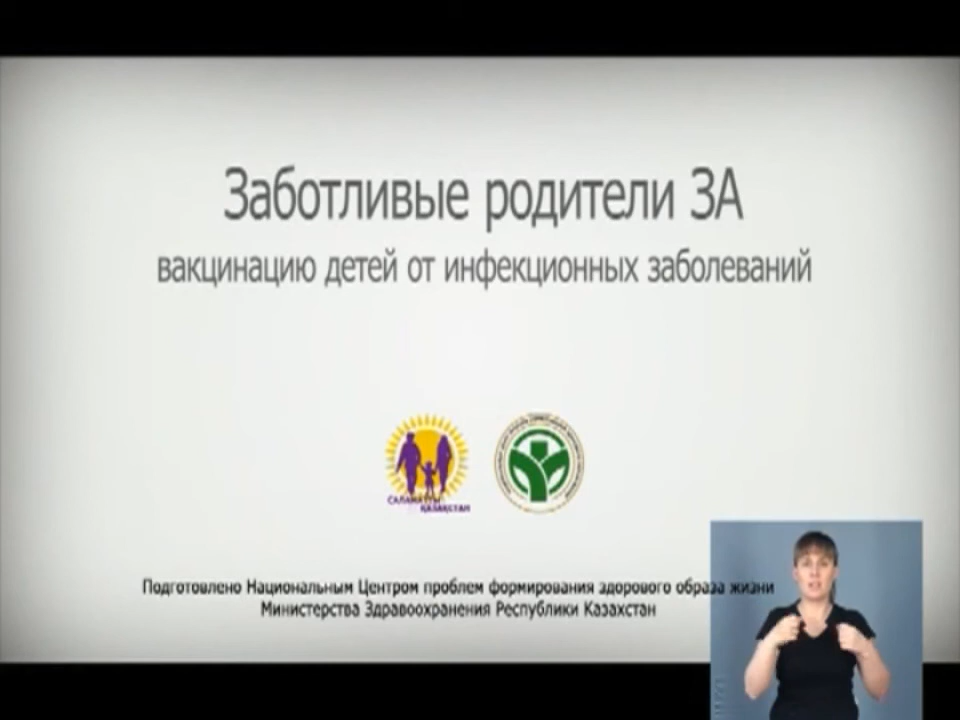 Заботливые родители ЗА
вакцинацию детей от инфекционных заболеваний
САЛАМАТТЫ
ҚАЗАҚСТАН
Подготовлено Национальным Центром проблем формирования здорового образа жизни
Министерства Здравоохранения Республики Казахстан